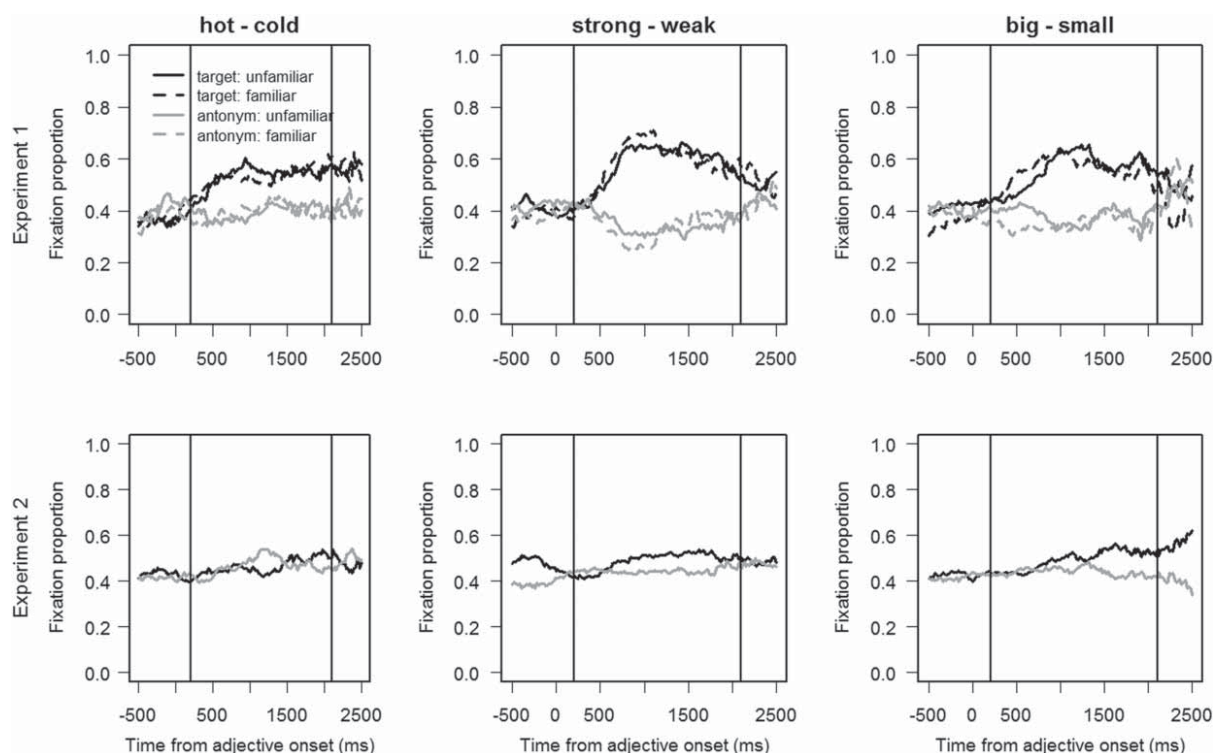 hot - cold
strong - weak
big - small
Experiment 1
Fixation proportion
1.0
0.8
0.6
0.4
0.2
0.0
target: unfamiliar
target: familiar
antonym: unfamiliar
antonym: familiar
-500 500 1500 2500
Fixation proportion
1.0
0.8
0.6
0.4
0.2
0.0
-500 0 500 1500 2500
Fixation proportion
1.0
0.8
0.6
0.4
0.2
0.0
-500 0 500 1500 2500
Experiment 2
Fixation proportion
1.0
0.8
0.6
0.4
0.2
0.0
-500 500 1500 2500
Time from adjective onset (ms)
Fixation proportion
1.0
0.8
0.6
0.4
0.2
0.0
-500 0 500 1500 2500
Time from adjective onset (ms)
Fixation proportion
1.0
0.8
0.6
0.4
0.2
0.0
-500 0 500 1500 2500
Time from adjective onset (ms)